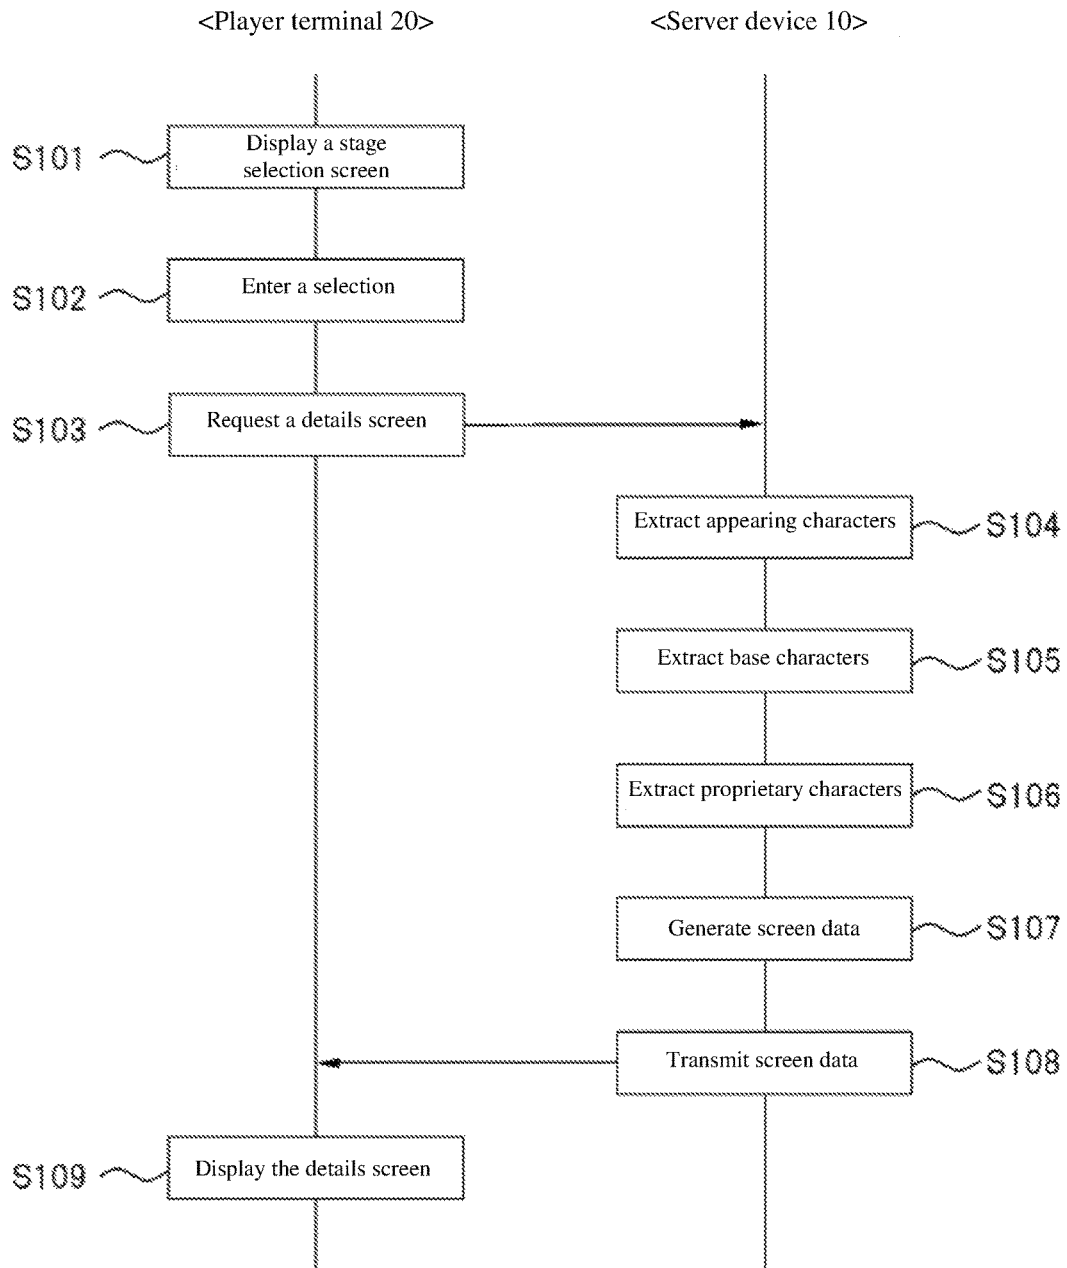 <Player terminal 20>
<Server device 10>
S101
Display a stage
selection screen
S102
Enter a selection
S103
Request a details screen
Extract appearing characters
S104
Extract base characters
S105
Extract proprietary characters
S106
Generate screen data
S107
Transmit screen data
S108
S109
Display the details screen